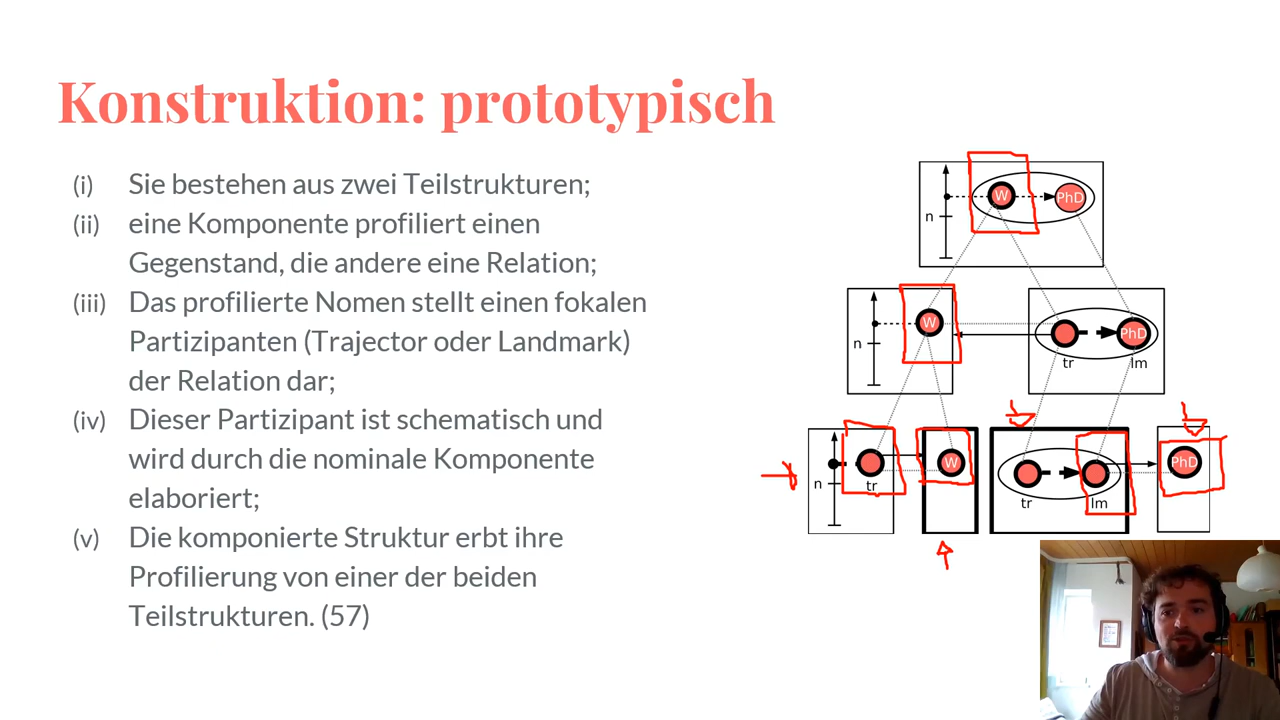 Konstruktion: prototypisch
(i) Sie bestehen aus zwei Teilstrukturen;
(ii) eine Komponente profiliert einen
Gegenstand, die andere eine Relation;
(iii) Das profilierte Nomen stellt einen fokalen
Partizipanten (Trajector oder Landmark)
der Relation dar;
(iv) Dieser Partizipant ist schematisch und
wird durch die nominale Komponente
elaboriert;
(v) Die komponierte Struktur erbt ihre
Profilierung von einer der beiden
Teilstrukturen. (57)
W PhD
n
W PhD
n tr lm
W PhD
n tr tr lm